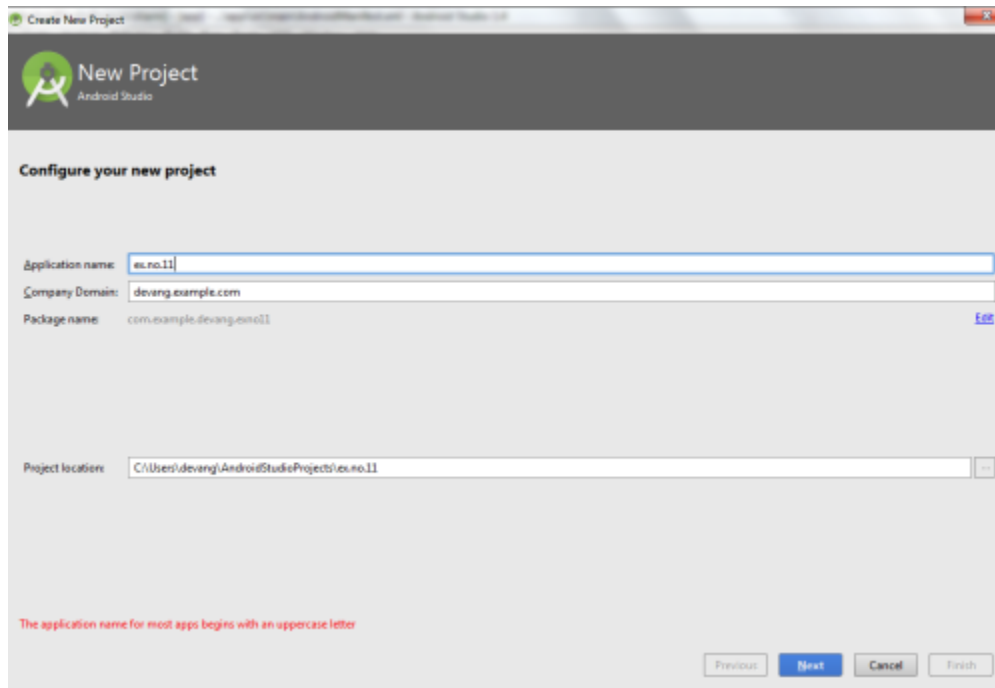 Create New Project
New Project
Android Studio
Configure your new project
Application name: ex.no.11
Company Domain: devang.example.com
Package name: com.example.devang.exno11
Edit
Project location: C:\Users\devang\AndroidStudioProjects\ex.no.11
...
The application name for most apps begins with an uppercase letter
Previous
Next
Cancel
Finish